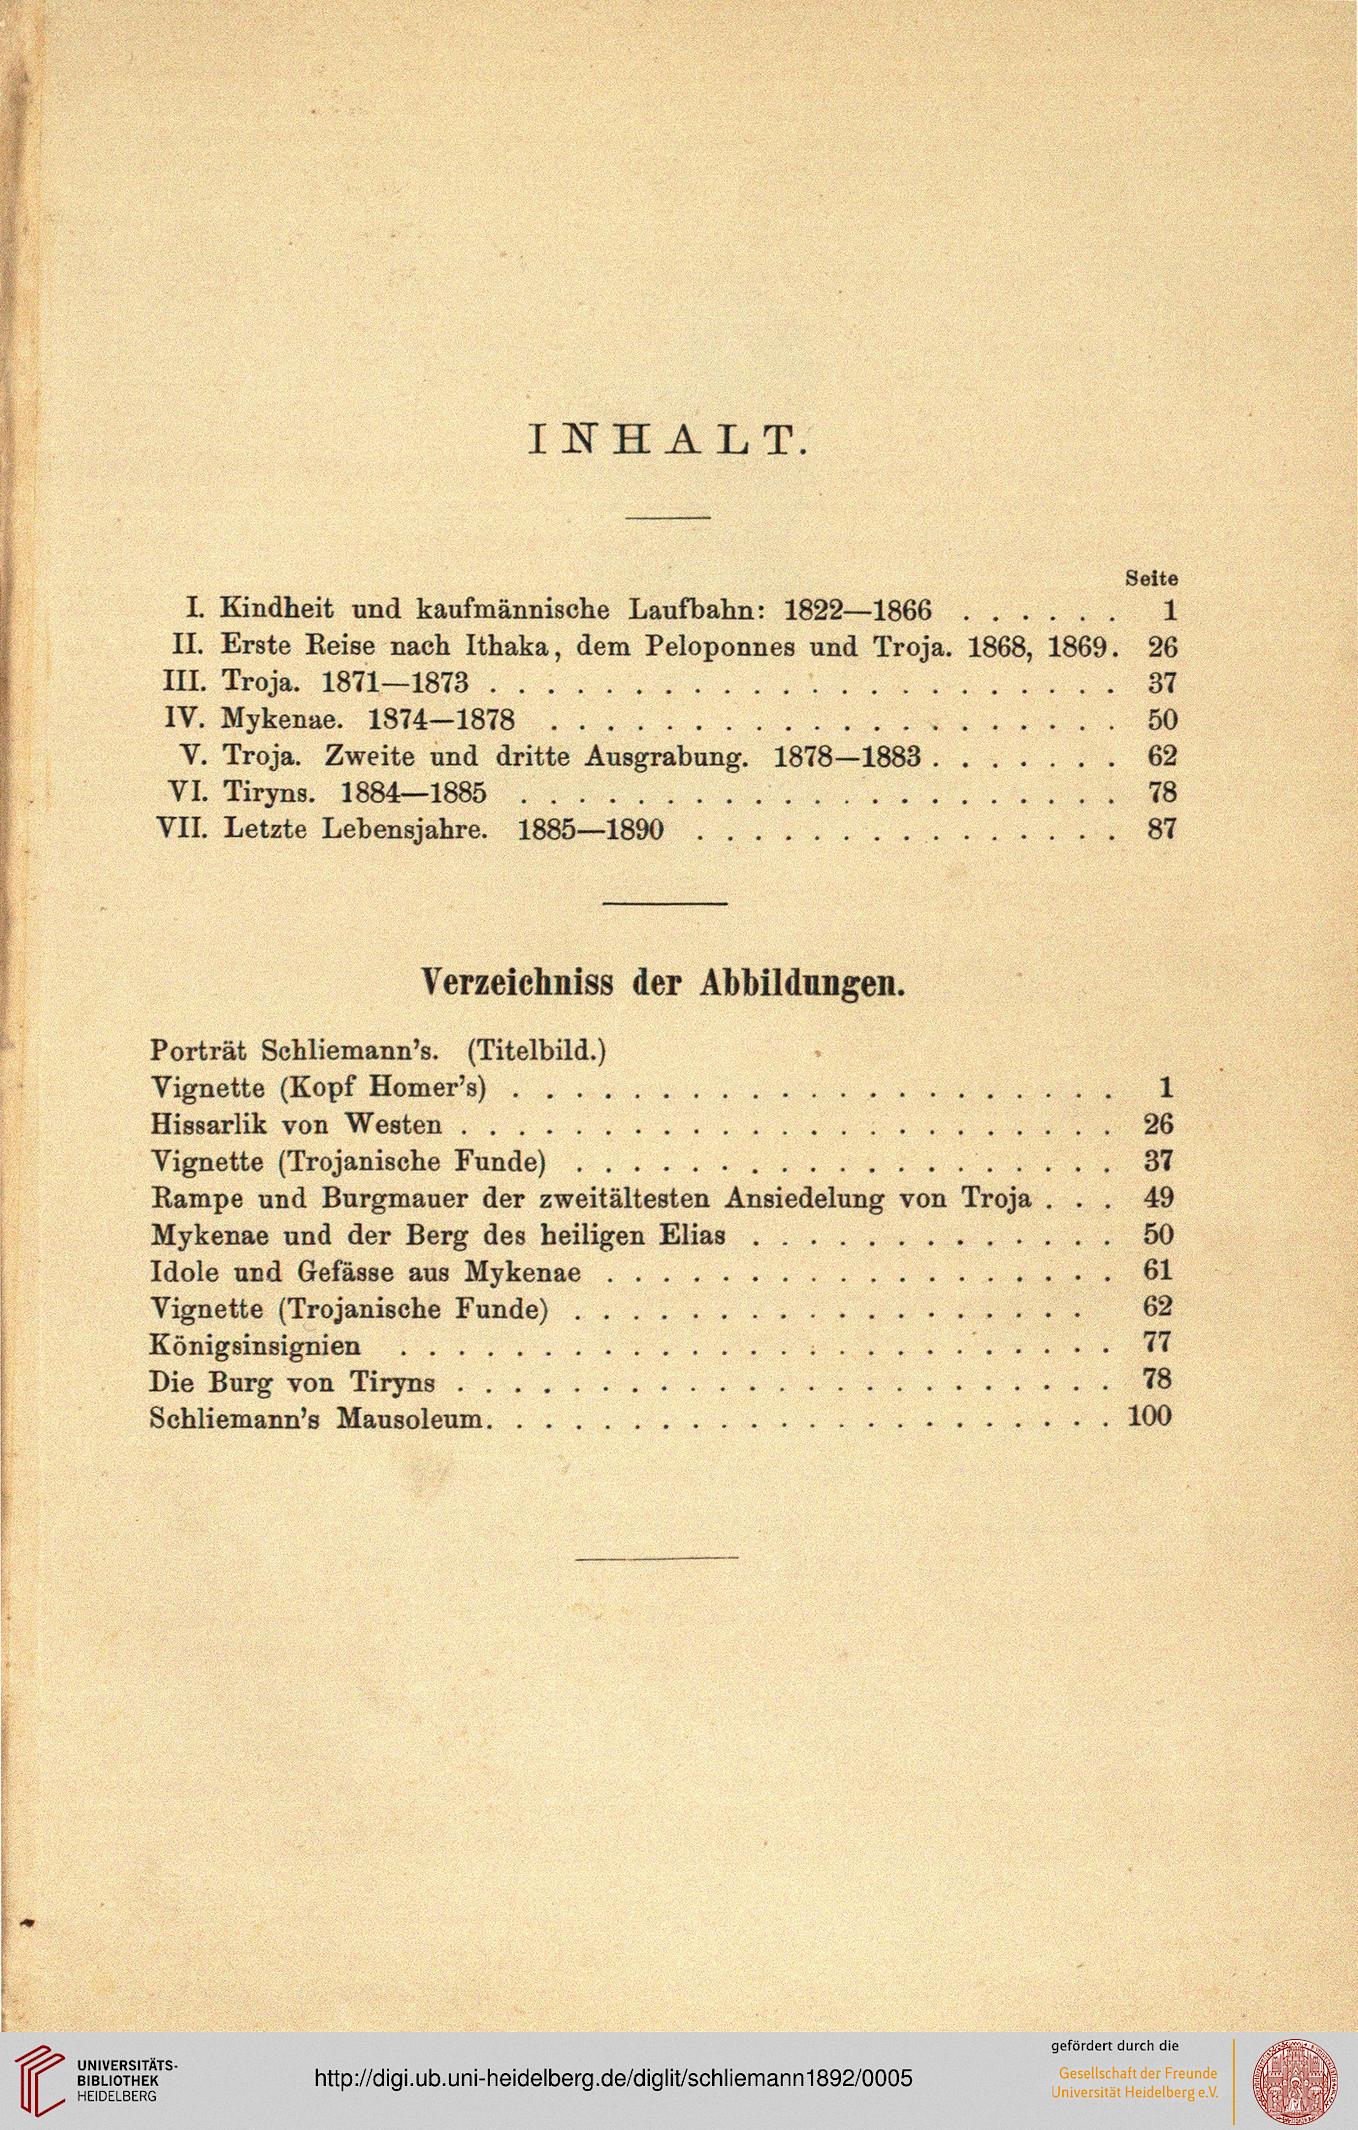 INHALT.
Seite
I. Kindheit und kaufmännische Laufbahn: 1822—1866 . . . . . . 1
II. Erste Reise nach Ithaka, dem Peloponnes und Troja. 1868, 1869. 26
III. Troja. 1871—1873 . . . . . . . . . . . . . . . . . . . . . . 37
IV. Mykenae. 1874—1878 . . . . . . . . . . . . . . . . . . . . 50
V. Troja. Zweite und dritte Ausgrabung. 1878—1883 . . . . . . . 62
VI. Tiryns. 1884—1885 . . . . . . . . . . . . . . . . . . . . . 78
VII. Letzte Lebensjahre. 1885—1890 . . . . . . . . . . . . . . . 87
Verzeichniss der Abbildungen.
Porträt Schliemann's. (Titelbild.)
Vignette (Kopf Homer's) . . . . . . . . . . . . . . . . . . . . . 1
Hissarlik von Westen . . . . . . . . . . . . . . . . . . . . . . . 26
Vignette (Trojanische Funde) . . . . . . . . . . . . . . . . . . . 37
Rampe und Burgmauer der zweitältesten Ansiedelung von Troja . . . 49
Mykenae und der Berg des heiligen Elias . . . . . . . . . . . . . 50
Idole und Gefässe aus Mykenae . . . . . . . . . . . . . . . . . . 61
Vignette (Trojanische Funde) . . . . . . . . . . . . . . . . . . 62
Königsinsignien . . . . . . . . . . . . . . . . . . . . . . . . . 77
Die Burg von Tiryns . . . . . . . . . . . . . . . . . . . . . . . 78
Schliemann's Mausoleum. . . . . . . . . . . . . . . . . . . . . . 100
UNIVERSITÄTS-
BIBLIOTHEK
HEIDELBERG
http://digi.ub.uni-heidelberg.de/diglit/schliemann1892/0005
gefördert durch die
Gesellschaft der Freunde
Universität Heidelberg e.V.